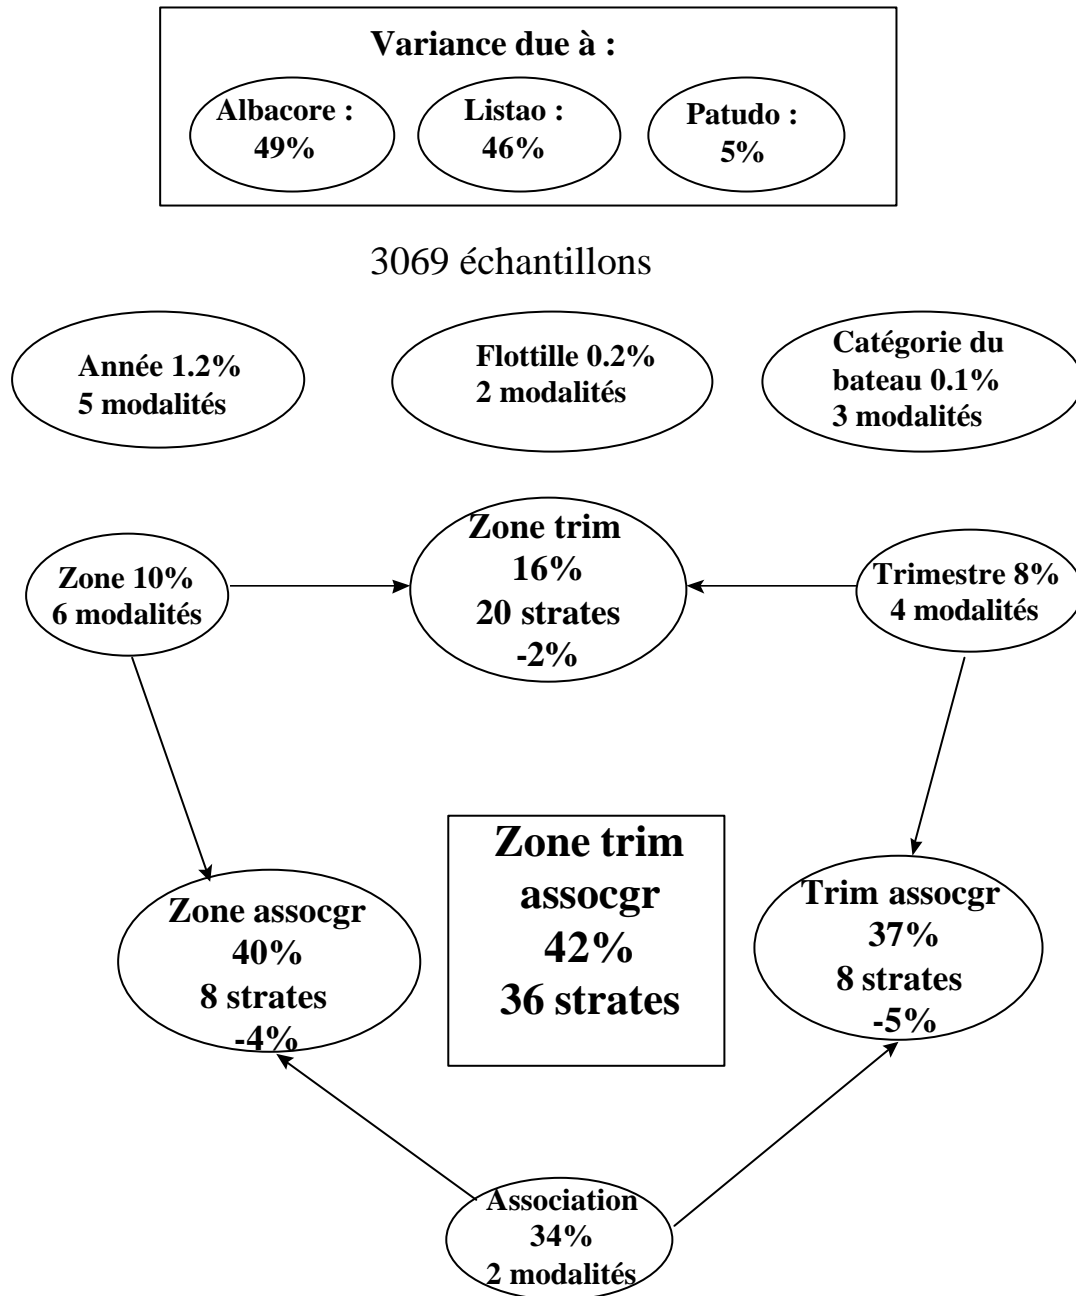 Variance due à :
Albacore :
49%
Listao :
46%
Patudo :
5%
3069 échantillons
Année 1.2%
5 modalités
Flottille 0.2%
2 modalités
Catégorie du
bateau 0.1%
3 modalités
Zone 10%
6 modalités
Zone trim
16%
20 strates
-2%
Trimestre 8%
4 modalités
Zone assocgr
40%
8 strates
-4%
Zone trim
assocgr
42%
36 strates
Trim assocgr
37%
8 strates
-5%
Association
34%
2 modalités